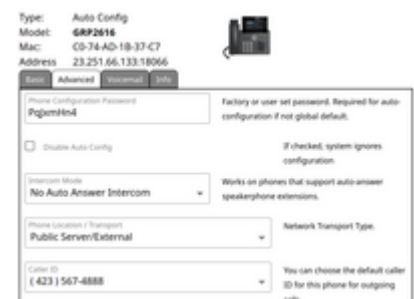 Type: Auto Config
Model: GRP2616
Mac: C0-74-AD-1B-37-C7
Address 23.251.66.133:18066
Basic Advanced Voicemail Info
Phone Configuration Password
PqjxmHn4
Factory or user set password. Required for auto-
configuration if not global default.
Disable Auto Config
If checked, system ignores
configuration
Intercom Mode
No Auto Answer Intercom
Works on phones that support auto-answer
speakerphone extensions.
Phone Location / Transport
Public Server/External
Network Transport Type.
Caller ID
( 423 ) 567-4888
You can choose the default caller
ID for this phone for outgoing